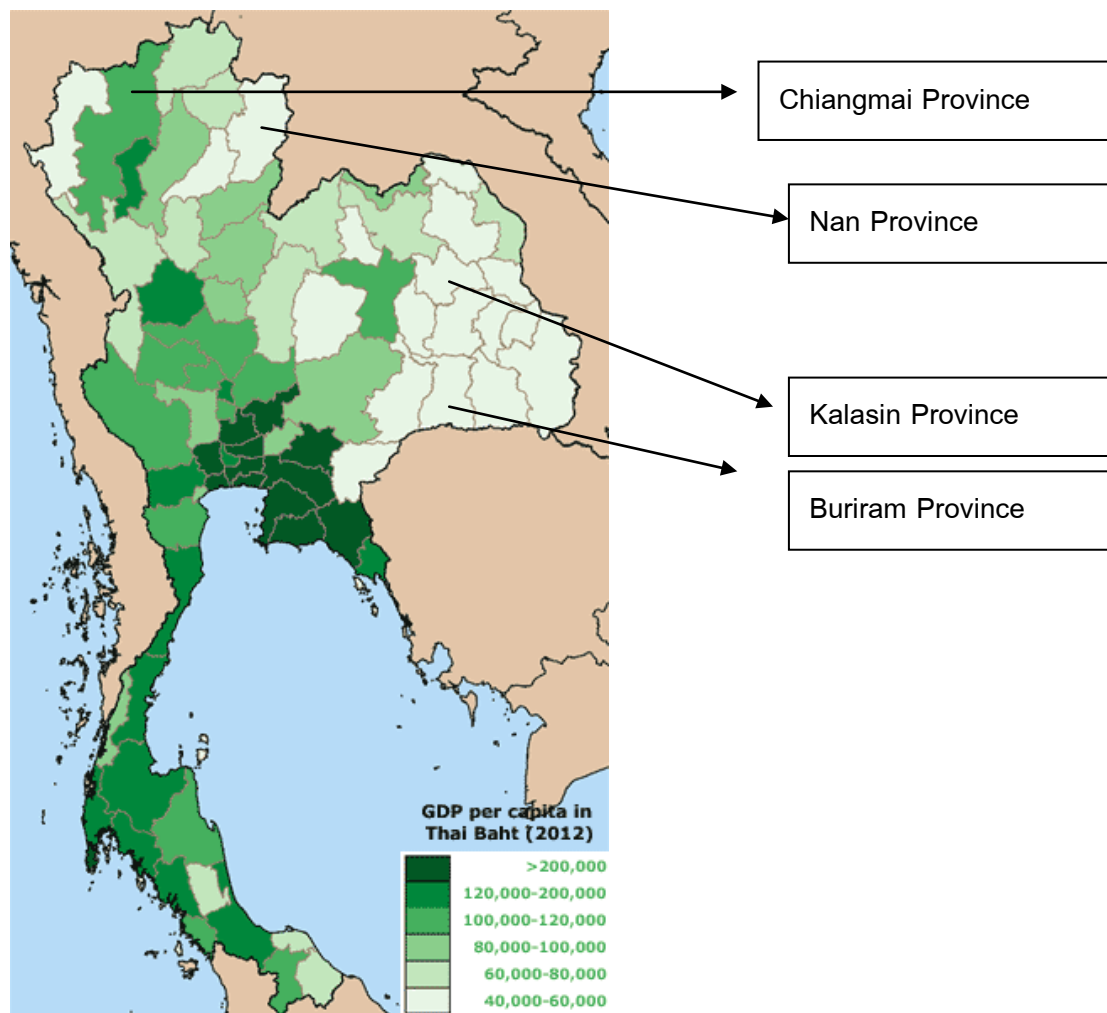 Chiangmai Province
Nan Province
Kalasin Province
Buriram Province
GDP per capita in
Thai Baht (2012)
>200,000
120,000-200,000
100,000-120,000
80,000-100,000
60,000-80,000
40,000-60,000